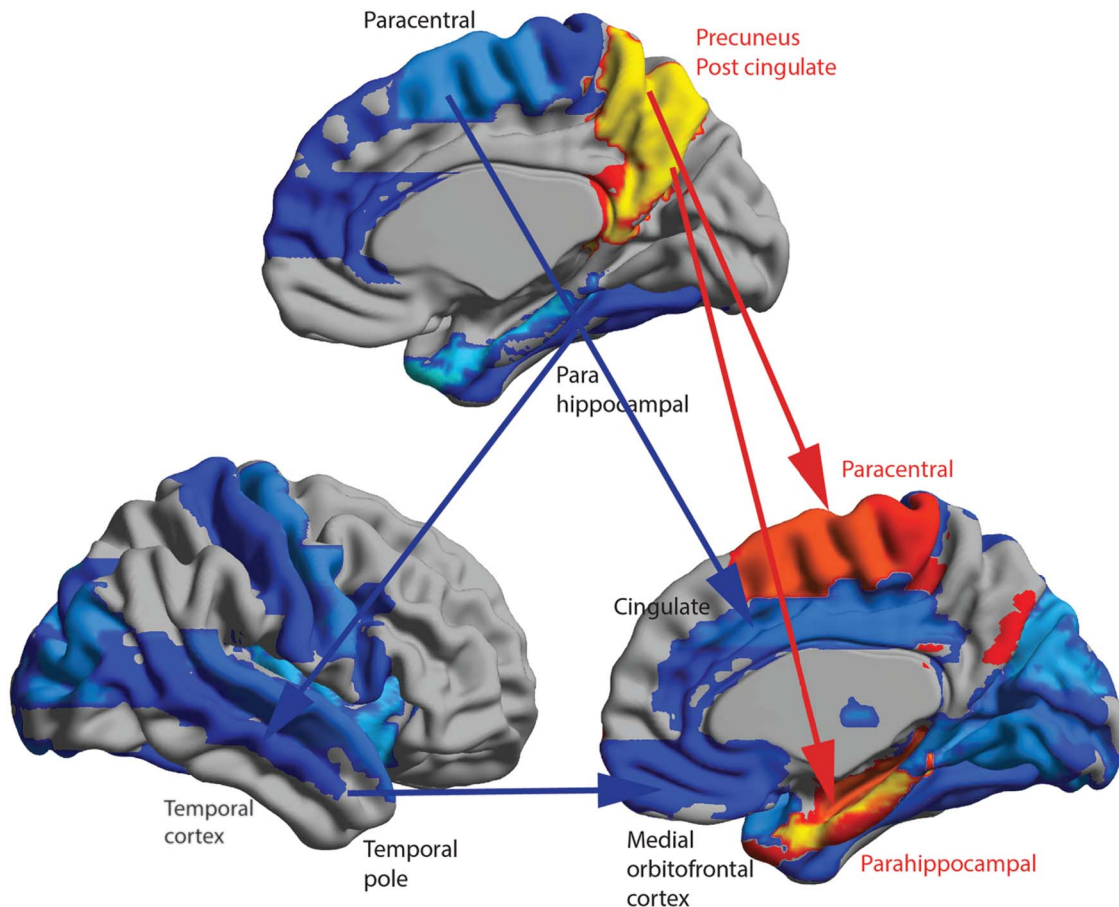 Paracentral
Precuneus
Post cingulate
Para
hippocampal
Paracentral
Cingulate
Temporal
cortex
Temporal
pole
Medial
orbitofrontal
cortex
Parahippocampal